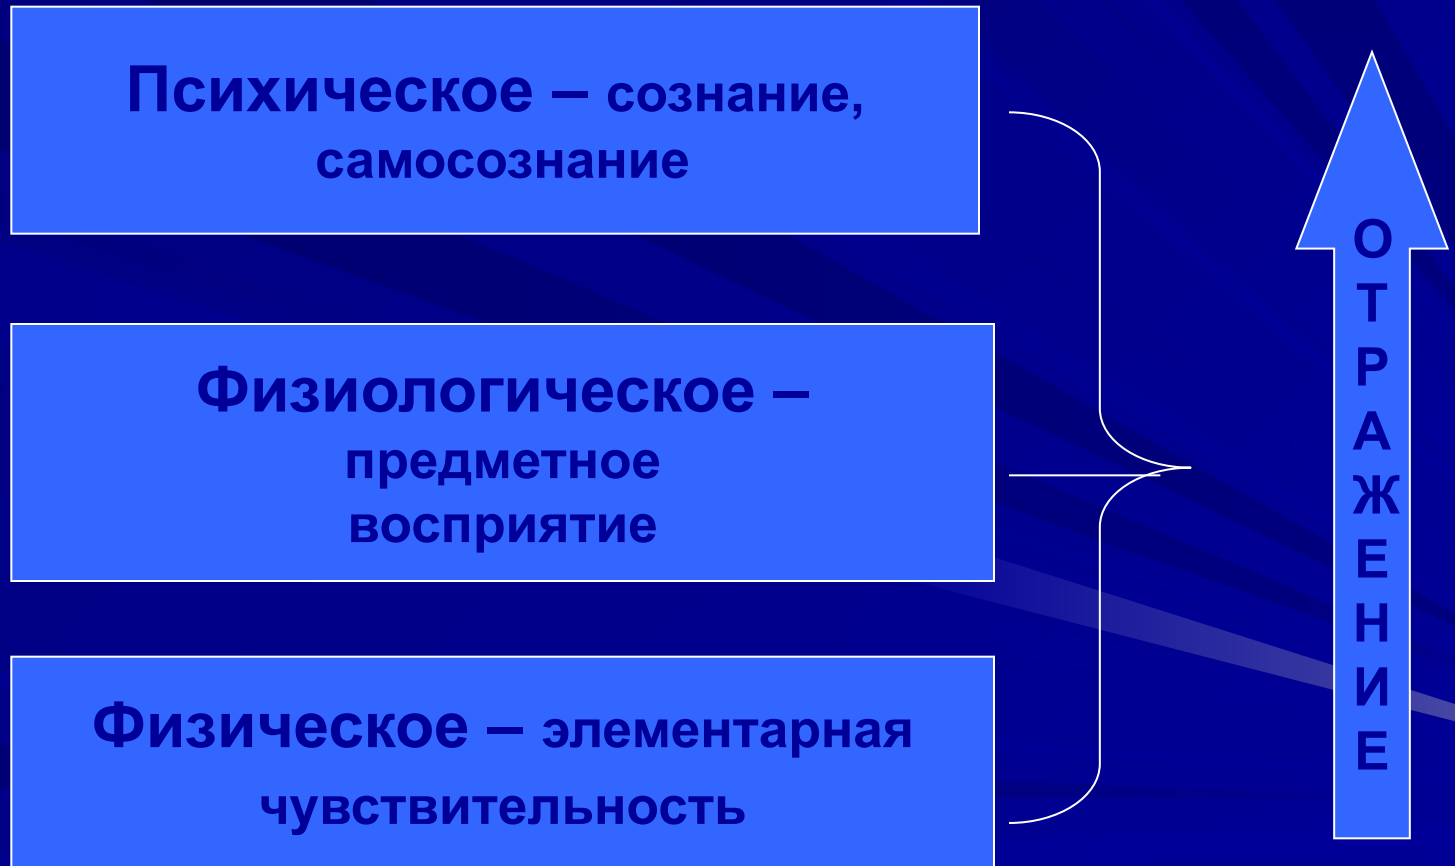 Психическое – сознание,
самосознание
Физиологическое –
предметное
восприятие
Физическое – элементарная
чувствительность
О
Т
Р
А
Ж
Е
Н
И
Е